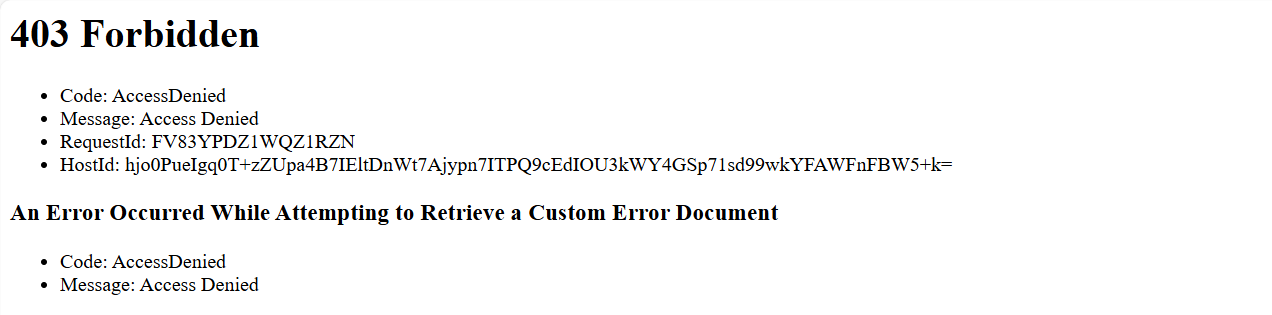 403 Forbidden
Code: AccessDenied
Message: Access Denied
RequestId: FV83YPDZ1WQZ1RZN
HostId: hjo0PueIgq0T+zZUpa4B7IEltDnWt7Ajypn7ITPQ9cEdIOU3kWY4GSp71sd99wkYFAWFnFBW5+k=
An Error Occurred While Attempting to Retrieve a Custom Error Document
Code: AccessDenied
Message: Access Denied